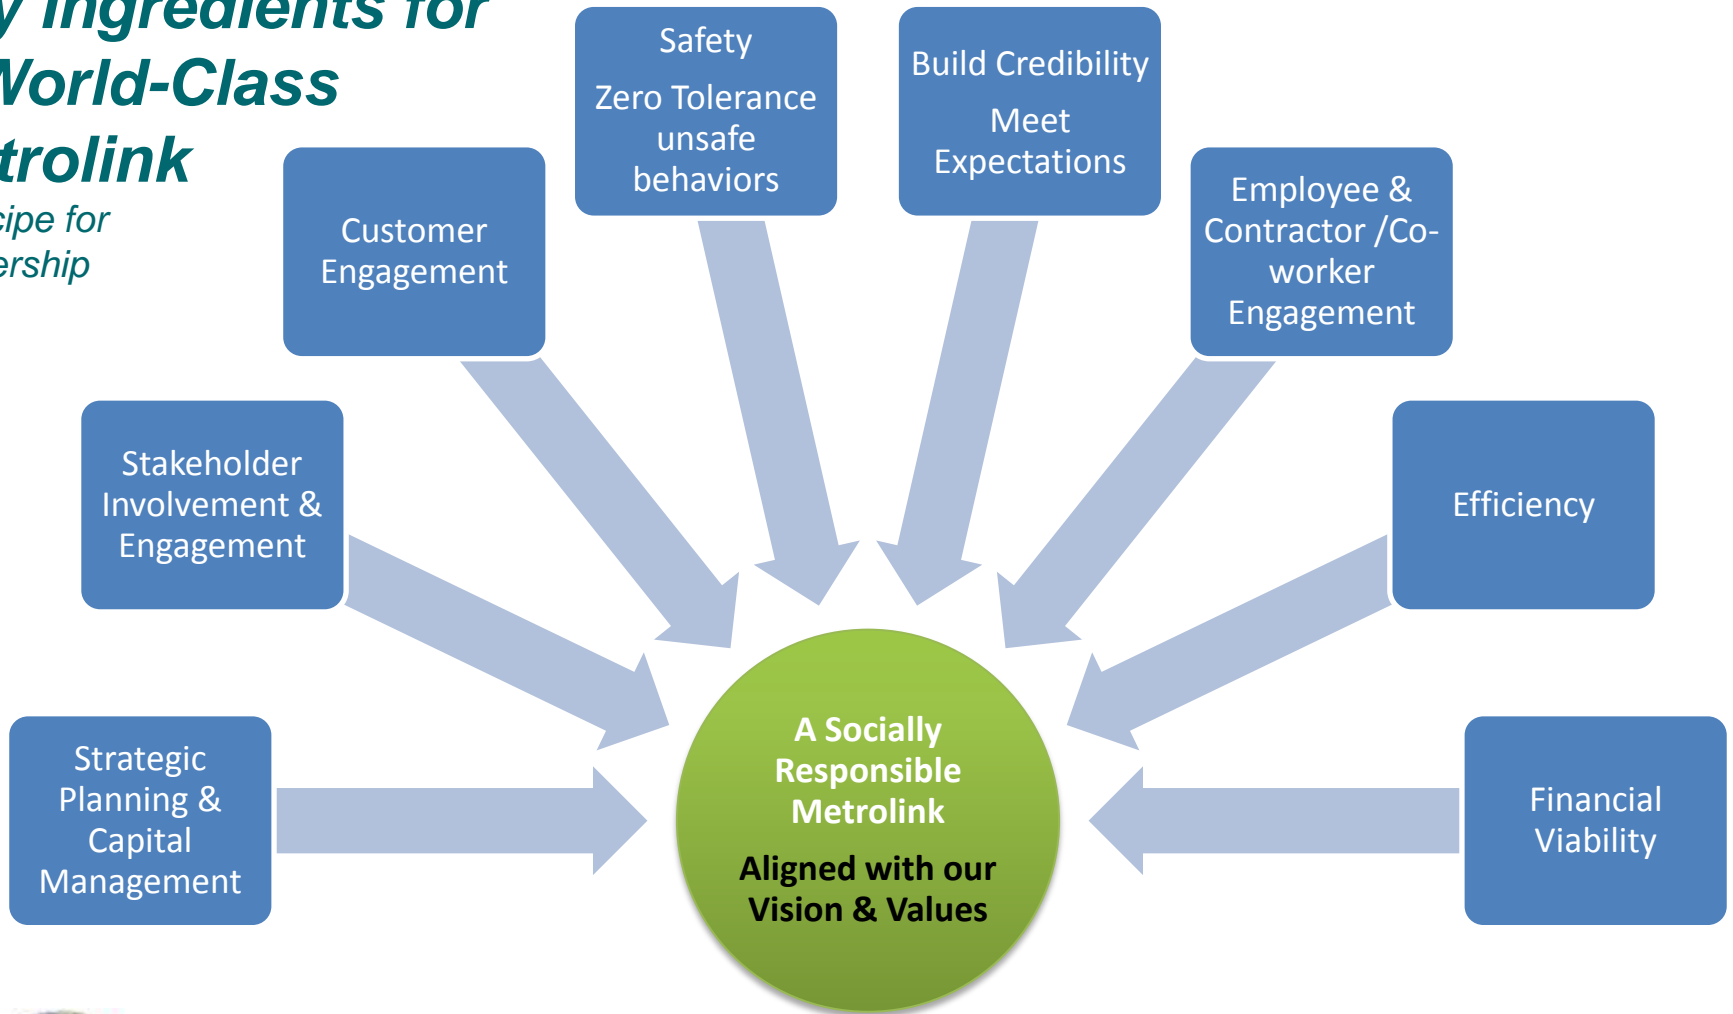 y Ingredients for
World-Class
trolink
cipe for
ership
Safety
Zero Tolerance
unsafe
behaviors
Build Credibility
Meet
Expectations
Customer
Engagement
Employee &
Contractor /Co-
worker
Engagement
Stakeholder
Involvement &
Engagement
Efficiency
Strategic
Planning &
Capital
Management
A Socially
Responsible
Metrolink
Aligned with our
Vision & Values
Financial
Viability